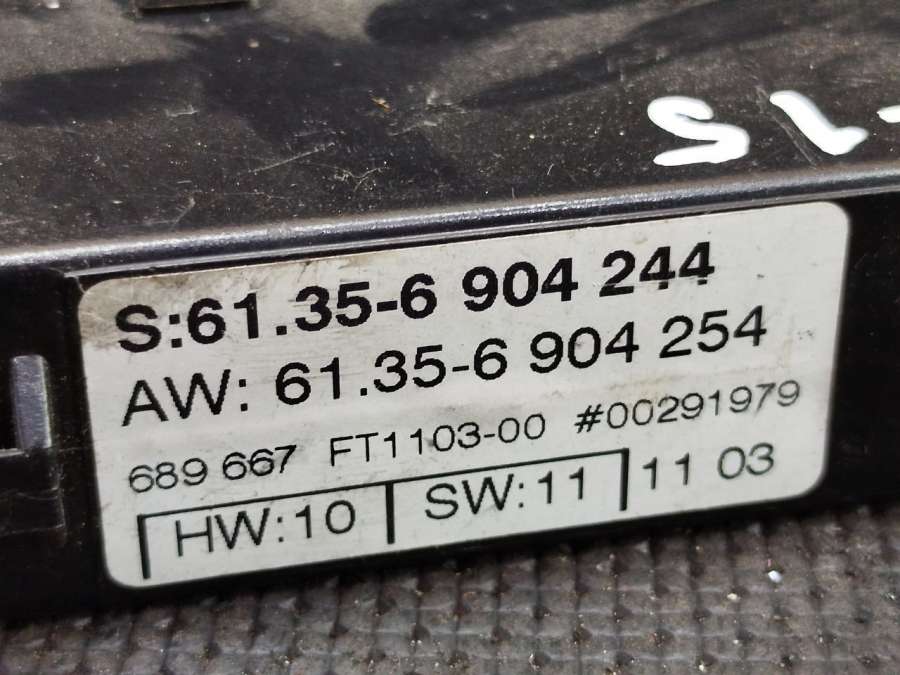 S1-
S:61.35-6 904 244
AW: 61.35-6 904 254
689 667 FT1103-00 #00291979
HW:10 SW:11 11 03